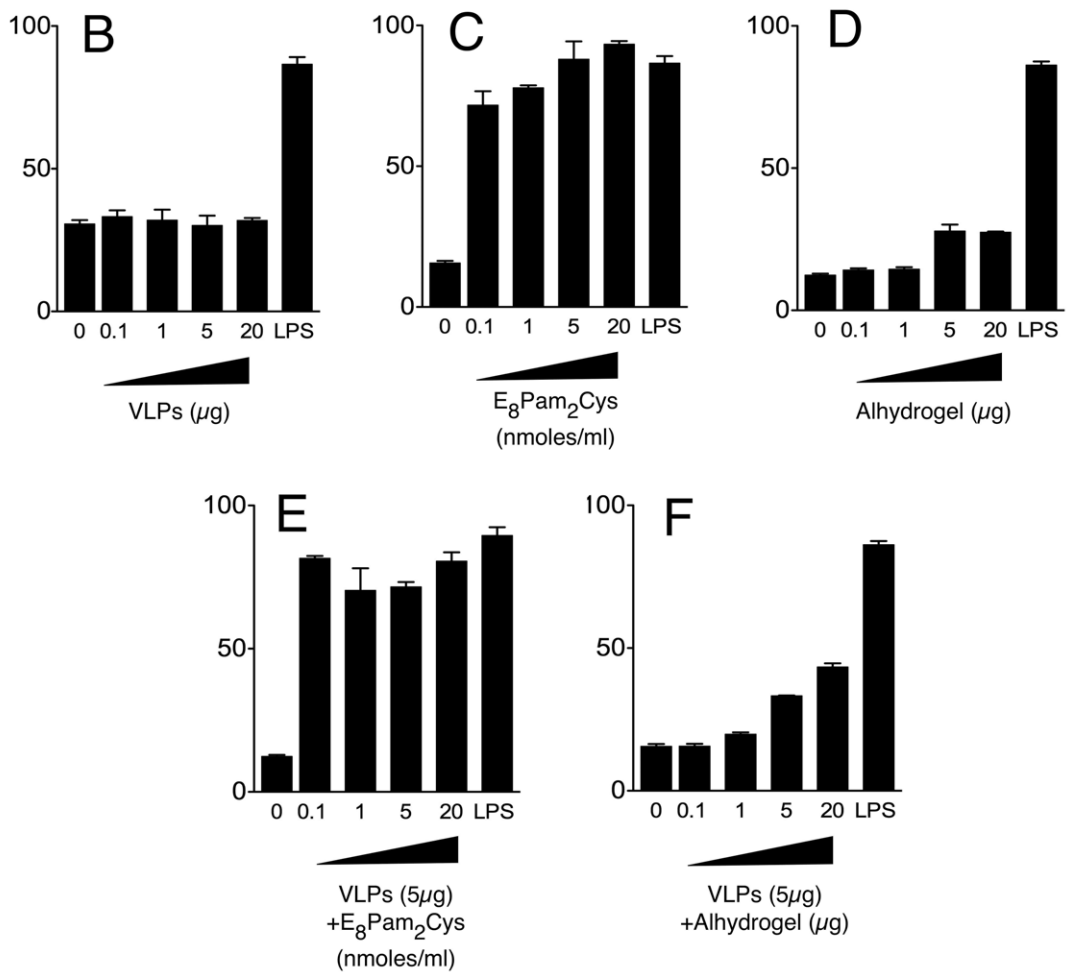 B
100
50
0
0 0.1 1 5 20 LPS
VLPs (µg)
C
100
50
0
0 0.1 1 5 20 LPS
E₈Pam₂Cys
(nmoles/ml)
D
100
50
0
0 0.1 1 5 20 LPS
Alhydrogel (µg)
E
100
50
0
0 0.1 1 5 20 LPS
VLPs (5µg)
+E₈Pam₂Cys
(nmoles/ml)
F
100
50
0
0 0.1 1 5 20 LPS
VLPs (5µg)
+Alhydrogel (µg)